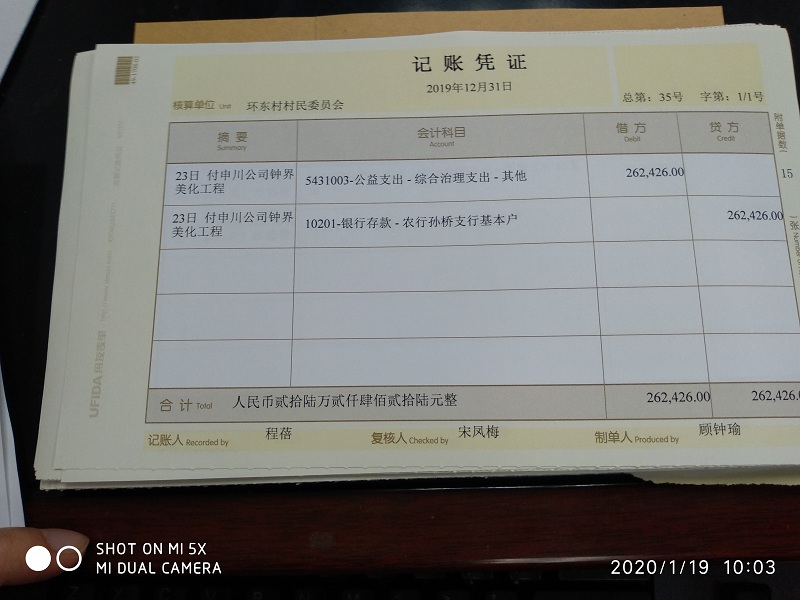 记账凭证
2019年12月31日
核算单位 Unit 环东村村民委员会
总第：35号 字第：1/1号
摘要 Summary
会计科目 Account
借方 Debit
贷方 Credit
附单据数
23日 付申川公司钟界美化工程
5431003-公益支出 - 综合治理支出 - 其他
262,426.00
15
23日 付申川公司钟界美化工程
10201-银行存款 - 农行孙桥支行基本户
262,426.00
合计 Total 人民币贰拾陆万贰仟肆佰贰拾陆元整
262,426.00
262,426.
记账人 Recorded by 程蓓
复核人 Checked by 宋凤梅
制单人 Produced by 顾钟瑜
UFIDA
SHOT ON MI 5X
MI DUAL CAMERA
2020/1/19 10:03